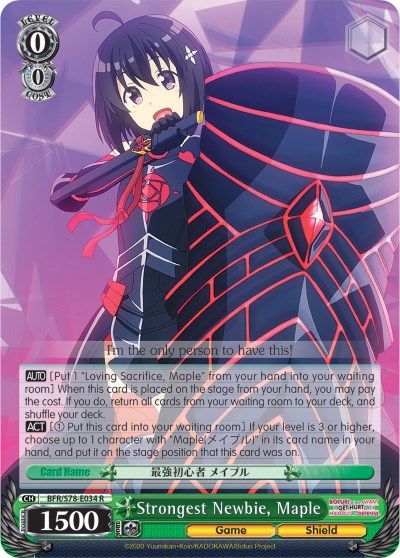 LEVEL
0
0
COST
I'm the only person to have this!
AUTO [Put 1 "Loving Sacrifice, Maple" from your hand into your waiting
room] When this card is placed on the stage from your hand, you may pay
the cost. If you do, return all cards from your waiting room to your deck, and
shuffle your deck.
ACT [① Put this card into your waiting room] If your level is 3 or higher,
choose up to 1 character with "Maple(メイプル)" in its card name in your
hand, and put it on the stage position that this card was on.
Card Name 最強初心者 メイプル
CD BFR/S78-E034 R
1500
Strongest Newbie, Maple
Game Shield
©2020 Yuumikan•Koin/KADOKAWA/Bofuri Project